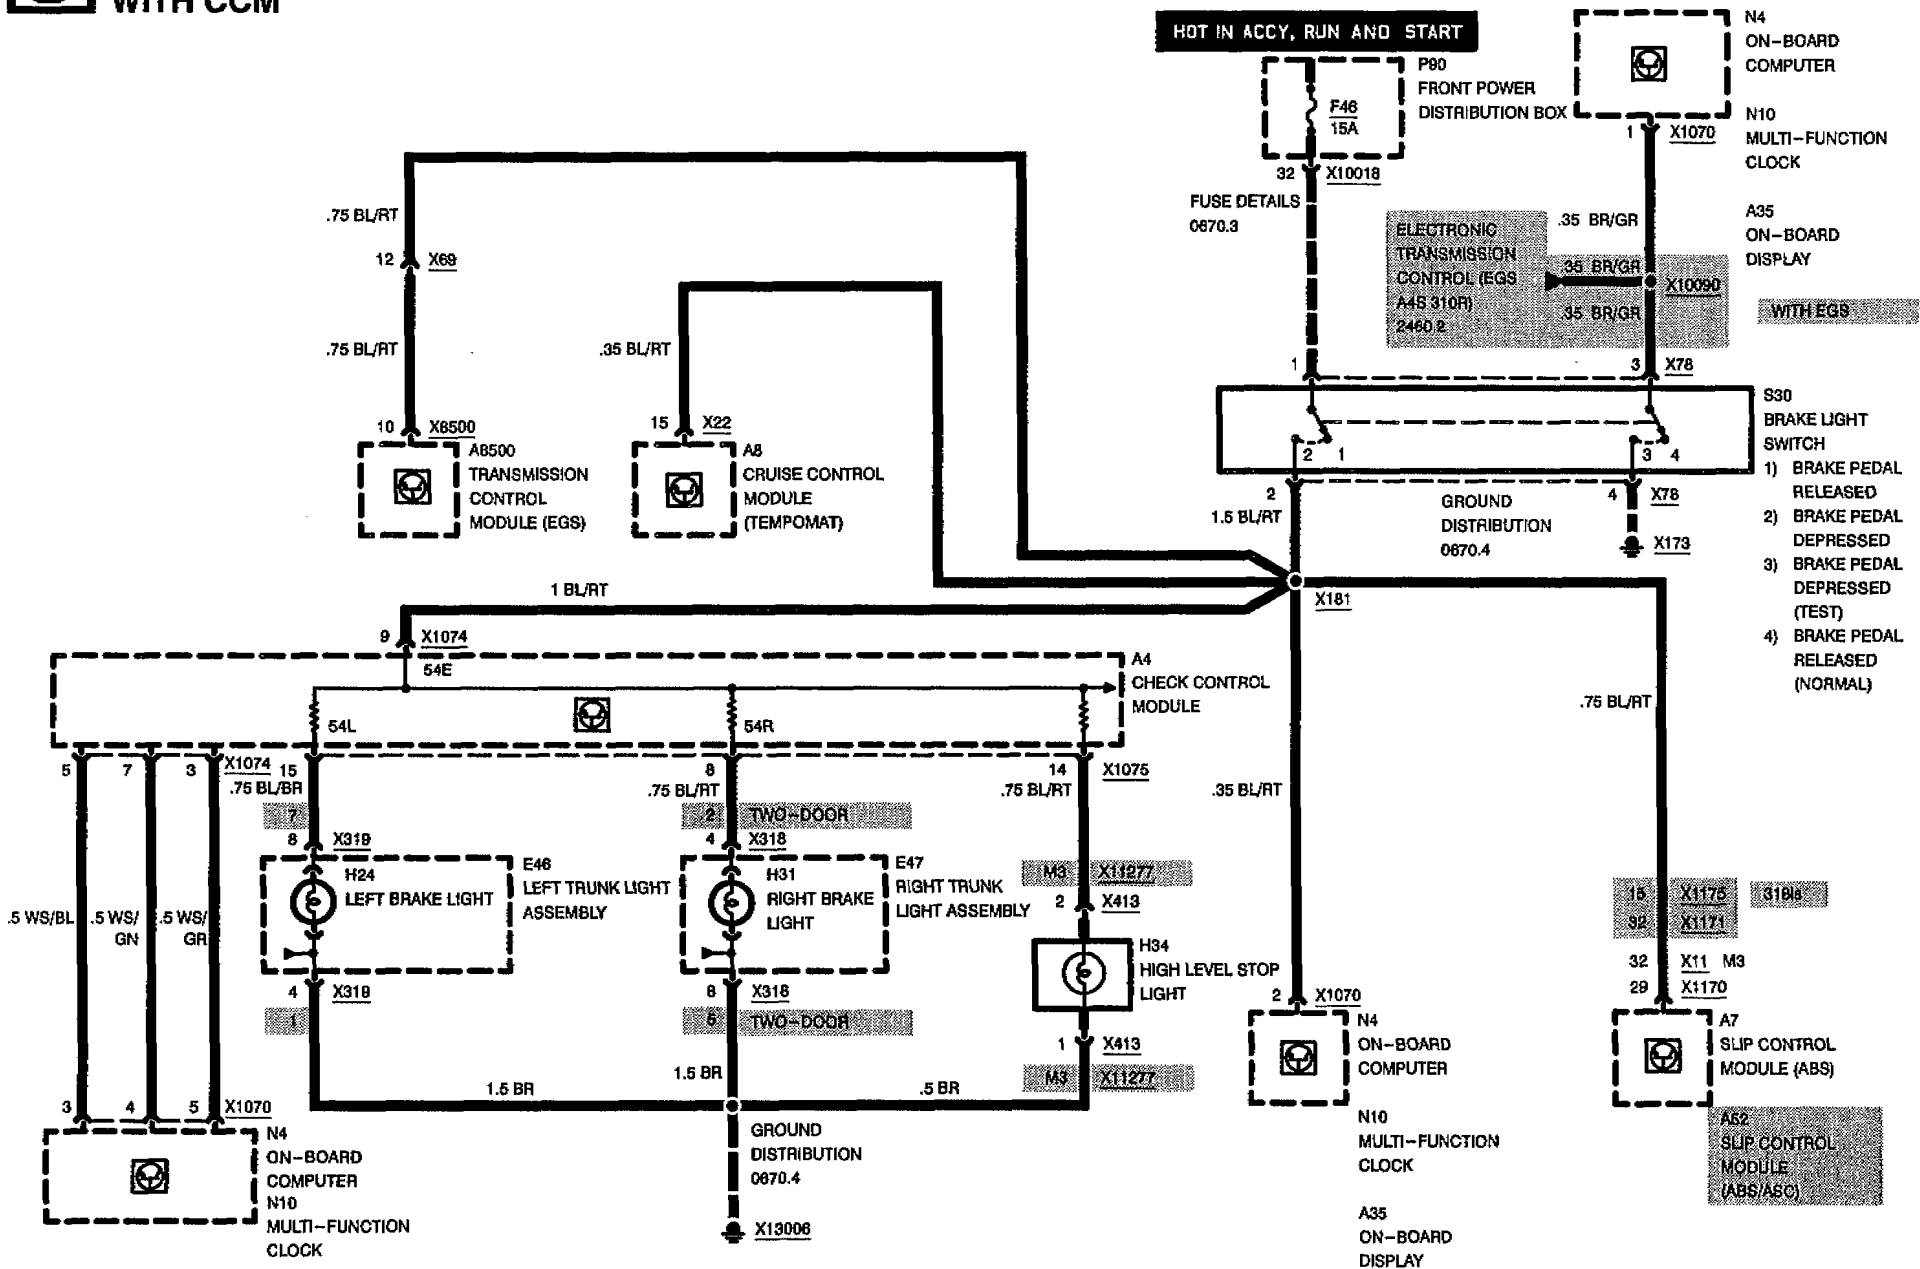 WITH CCM
HOT IN ACCY, RUN AND START
P90
FRONT POWER
DISTRIBUTION BOX
F46
15A
32
X10018
FUSE DETAILS
0670.3
N4
ON-BOARD
COMPUTER
N10
MULTI-FUNCTION
CLOCK
A35
ON-BOARD
DISPLAY
1
X1070
.35 BR/GR
ELECTRONIC
TRANSMISSION
CONTROL (EGS
A4S 310R)
2460.2
.35 BR/GR
X10090
.35 BR/GR
WITH EGS
1
3
X78
S30
BRAKE LIGHT
SWITCH
1) BRAKE PEDAL
RELEASED
2) BRAKE PEDAL
DEPRESSED
3) BRAKE PEDAL
DEPRESSED
(TEST)
4) BRAKE PEDAL
RELEASED
(NORMAL)
2
1
3
4
2
4
X78
1.5 BL/RT
GROUND
DISTRIBUTION
0670.4
X173
X181
.75 BL/RT
12
X69
.75 BL/RT
.35 BL/RT
10
X8500
A8500
TRANSMISSION
CONTROL
MODULE (EGS)
15
X22
A8
CRUISE CONTROL
MODULE
(TEMPOMAT)
1 BL/RT
9
X1074
54E
A4
CHECK CONTROL
MODULE
54L
54R
5
7
3
X1074
15
8
14
X1075
.75 BL/BR
.75 BL/RT
.75 BL/RT
.35 BL/RT
.75 BL/RT
7
8
X319
2
TWO-DOOR
4
X318
H24
LEFT BRAKE LIGHT
E46
LEFT TRUNK LIGHT
ASSEMBLY
H31
RIGHT BRAKE
LIGHT
E47
RIGHT TRUNK
LIGHT ASSEMBLY
M3
X11277
2
X413
H34
HIGH LEVEL STOP
LIGHT
.5 WS/BL
.5 WS/
GN
.5 WS/
GR
4
X319
1
8
X318
5
TWO-DOOR
1
X413
M3
X11277
1.5 BR
1.5 BR
.5 BR
3
4
5
X1070
N4
ON-BOARD
COMPUTER
N10
MULTI-FUNCTION
CLOCK
GROUND
DISTRIBUTION
0670.4
X13006
2
X1070
N4
ON-BOARD
COMPUTER
N10
MULTI-FUNCTION
CLOCK
A35
ON-BOARD
DISPLAY
15
X1175
318is
32
X1171
32
X11
M3
29
X1170
A7
SLIP CONTROL
MODULE (ABS)
A52
SLIP CONTROL
MODULE
(ABS/ASC)